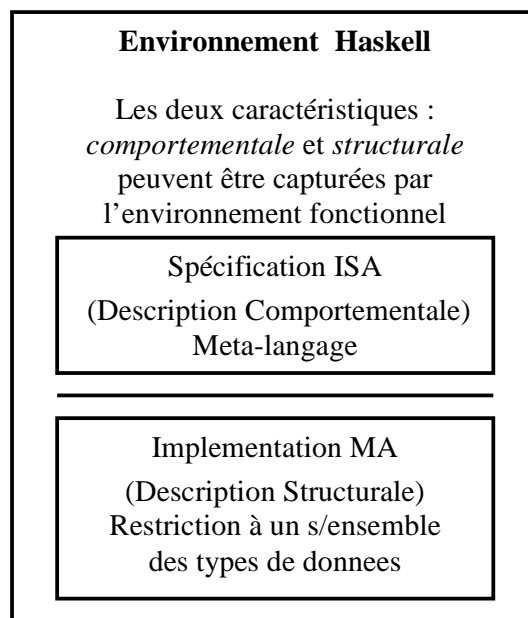 Environnement Haskell
Les deux caractéristiques :
comportementale et structurale
peuvent être capturées par
l’environnement fonctionnel
Spécification ISA
(Description Comportementale)
Meta-langage
Implementation MA
(Description Structurale)
Restriction à un s/ensemble
des types de donnees